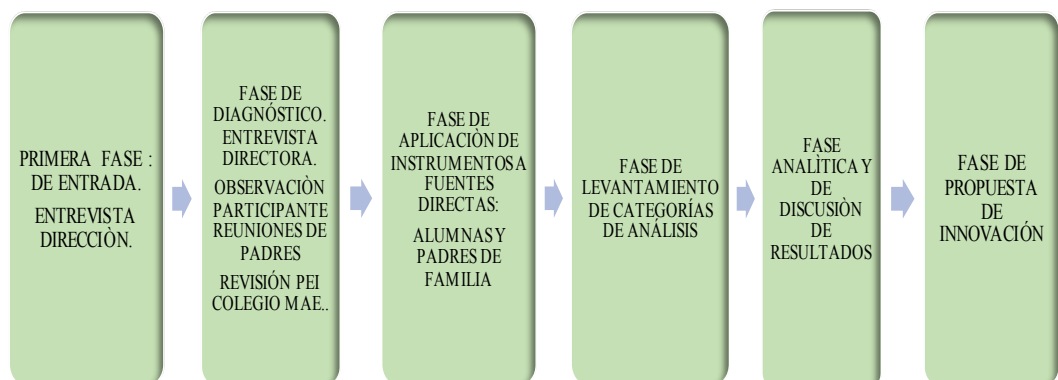 PRIMERA FASE :
DE ENTRADA.
ENTREVISTA
DIRECCIÒN.
FASE DE
DIAGNÓSTICO.
ENTREVISTA
DIRECTORA.
OBSERVACIÒN
PARTICIPANTE
REUNIONES DE
PADRES
REVISIÓN PEI
COLEGIO MAE..
FASE DE
APLICACIÒN DE
INSTRUMENTOS A
FUENTES
DIRECTAS:
ALUMNAS Y
PADRES DE
FAMILIA
FASE DE
LEVANTAMIENTO
DE CATEGORÍAS
DE ANÁLISIS
FASE
ANALÌTICA Y
DE
DISCUSIÒN
DE
RESULTADOS
FASE DE
PROPUESTA
DE
INNOVACIÓN